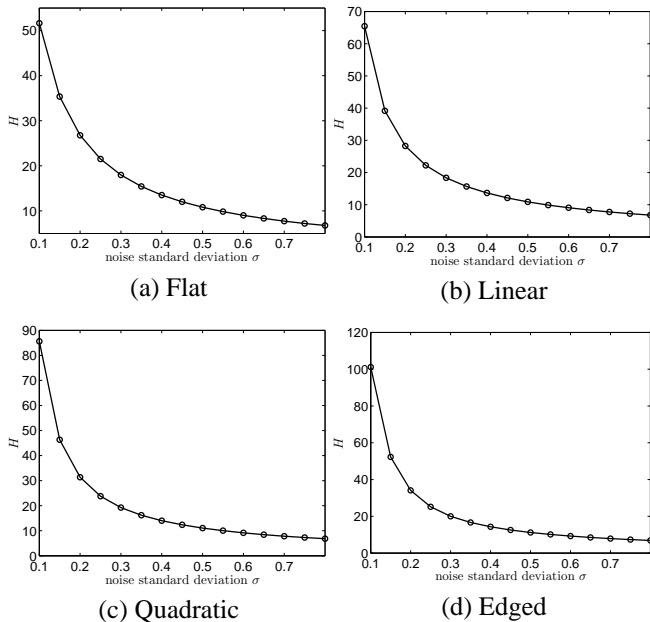 50
40
30
20
10
H
0.1 0.2 0.3 0.4 0.5 0.6 0.7
noise standard deviation σ
(a) Flat
70
60
50
40
30
20
10
0
H
0.1 0.2 0.3 0.4 0.5 0.6 0.7
noise standard deviation σ
(b) Linear
90
80
70
60
50
40
30
20
10
0
H
0.1 0.2 0.3 0.4 0.5 0.6 0.7
noise standard deviation σ
(c) Quadratic
120
100
80
60
40
20
0
H
0.1 0.2 0.3 0.4 0.5 0.6 0.7
noise standard deviation σ
(d) Edged